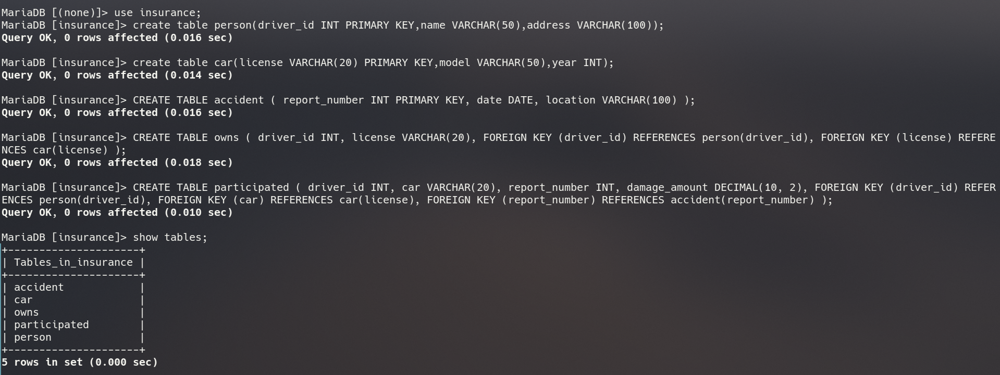 MariaDB [(none)]> use insurance;
MariaDB [insurance]> create table person(driver_id INT PRIMARY KEY,name VARCHAR(50),address VARCHAR(100));
Query OK, 0 rows affected (0.016 sec)
MariaDB [insurance]> create table car(license VARCHAR(20) PRIMARY KEY,model VARCHAR(50),year INT);
Query OK, 0 rows affected (0.014 sec)
MariaDB [insurance]> CREATE TABLE accident ( report_number INT PRIMARY KEY, date DATE, location VARCHAR(100) );
Query OK, 0 rows affected (0.016 sec)
MariaDB [insurance]> CREATE TABLE owns ( driver_id INT, license VARCHAR(20), FOREIGN KEY (driver_id) REFERENCES person(driver_id), FOREIGN KEY (license) REFERE
NCES car(license) );
Query OK, 0 rows affected (0.018 sec)
MariaDB [insurance]> CREATE TABLE participated ( driver_id INT, car VARCHAR(20), report_number INT, damage_amount DECIMAL(10, 2), FOREIGN KEY (driver_id) REFER
ENCES person(driver_id), FOREIGN KEY (car) REFERENCES car(license), FOREIGN KEY (report_number) REFERENCES accident(report_number) );
Query OK, 0 rows affected (0.010 sec)
MariaDB [insurance]> show tables;
+---------------------+
| Tables_in_insurance |
+---------------------+
| accident            |
| car                 |
| owns                |
| participated        |
| person              |
+---------------------+
5 rows in set (0.000 sec)